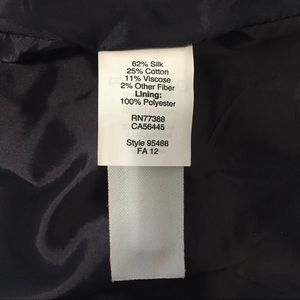 62% Silk
25% Cotton
11% Viscose
2% Other Fiber
Lining:
100% Polyester
RN77388
CA56445
Style 95488
FA 12